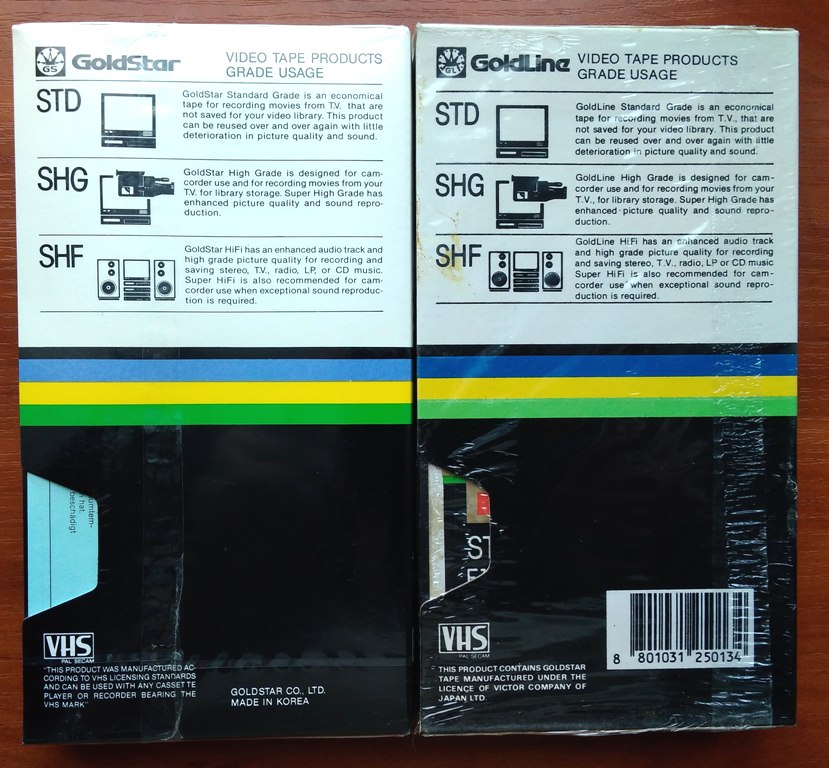 GS
GoldStar
VIDEO TAPE PRODUCTS
GRADE USAGE
STD
GoldStar Standard Grade is an economical
tape for recording movies from T.V. that are
not saved for your video library. This product
can be reused over and over again with little
deterioration in picture quality and sound.
SHG
GoldStar High Grade is designed for cam-
corder use and for recording movies from your
T.V. for library storage. Super High Grade has
enhanced picture quality and sound repro-
duction.
SHF
GoldStar HiFi has an enhanced audio track and
high grade picture quality for recording and
saving stereo, T.V., radio, LP, or CD music.
Super HiFi is also recommended for cam-
corder use when exceptional sound reproduc-
tion is required.
umtem-
hat.
beschädigt
VHS
PAL SECAM
"THIS PRODUCT WAS MANUFACTURED AC-
CORDING TO VHS LICENSING STANDARDS
AND CAN BE USED WITH ANY CASSETTE
PLAYER OR RECORDER BEARING THE
VHS MARK"
GOLDSTAR CO., LTD.
MADE IN KOREA
GL
GoldLine
VIDEO TAPE PRODUCTS
GRADE USAGE
STD
GoldLine Standard Grade is an economical
tape for recording movies from T.V., that are
not saved for your video library. This product
can be reused over and over again with little
deterioration in picture quality and sound.
SHG
GoldLine High Grade is designed for cam-
corder use and for recording movies from your
T.V., for library storage. Super High Grade has
enhanced picture quality and sound repro-
duction.
SHF
GoldLine HiFi has an enhanced audio track
and high grade picture quality for recording
and saving stereo, T.V., radio, LP or CD music
Super HiFi is also recommended for cam-
corder use when exceptional sound reproduc-
duction is required.
ST
VHS
PAL SECAM
THIS PRODUCT CONTAINS GOLDSTAR
TAPE MANUFACTURED UNDER THE
LICENCE OF VICTOR COMPANY OF
JAPAN LTD.
8 801031 250134